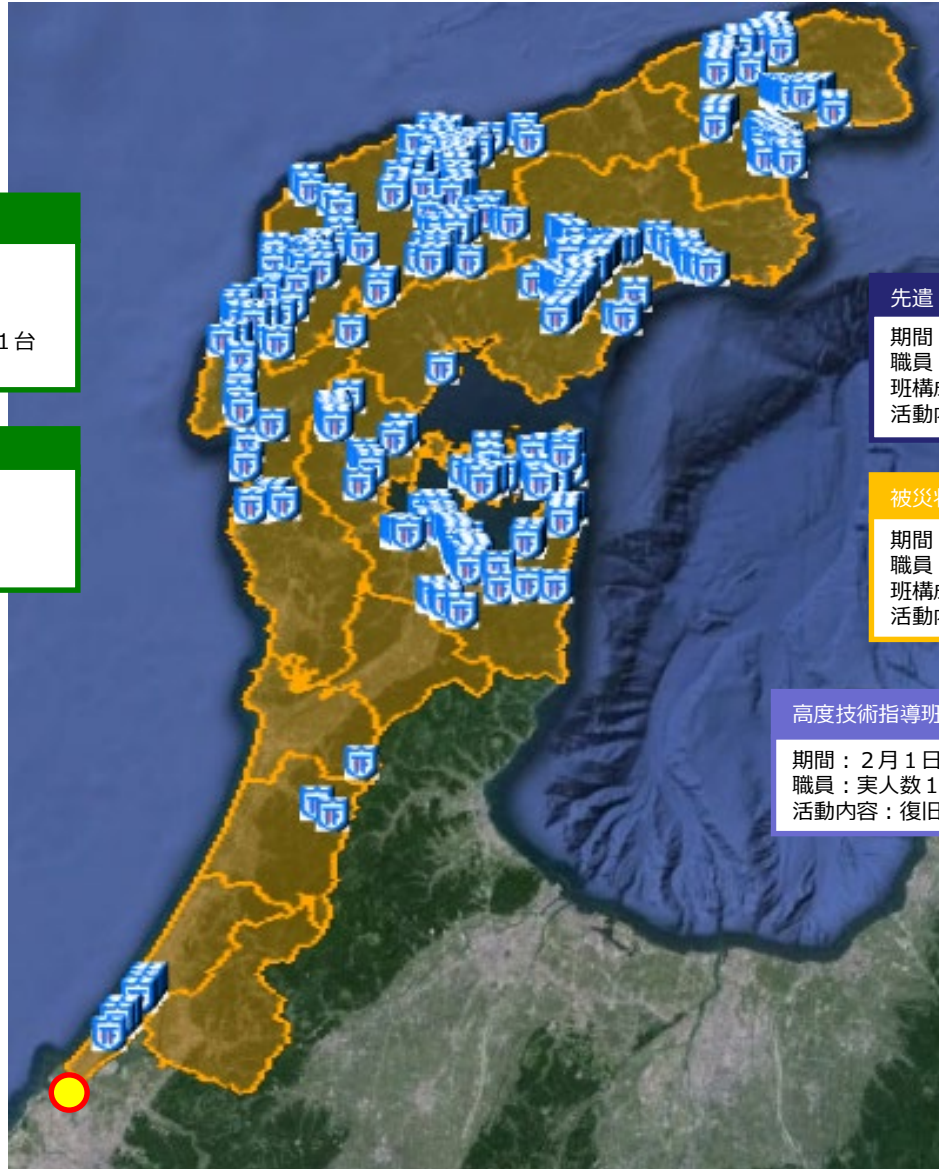 1台
先遣
期間
職員
班構成
活動内
被災状
期間
職員
班構成
活動内
高度技術指導班
期間：２月１日
職員：実人数１
活動内容：復旧